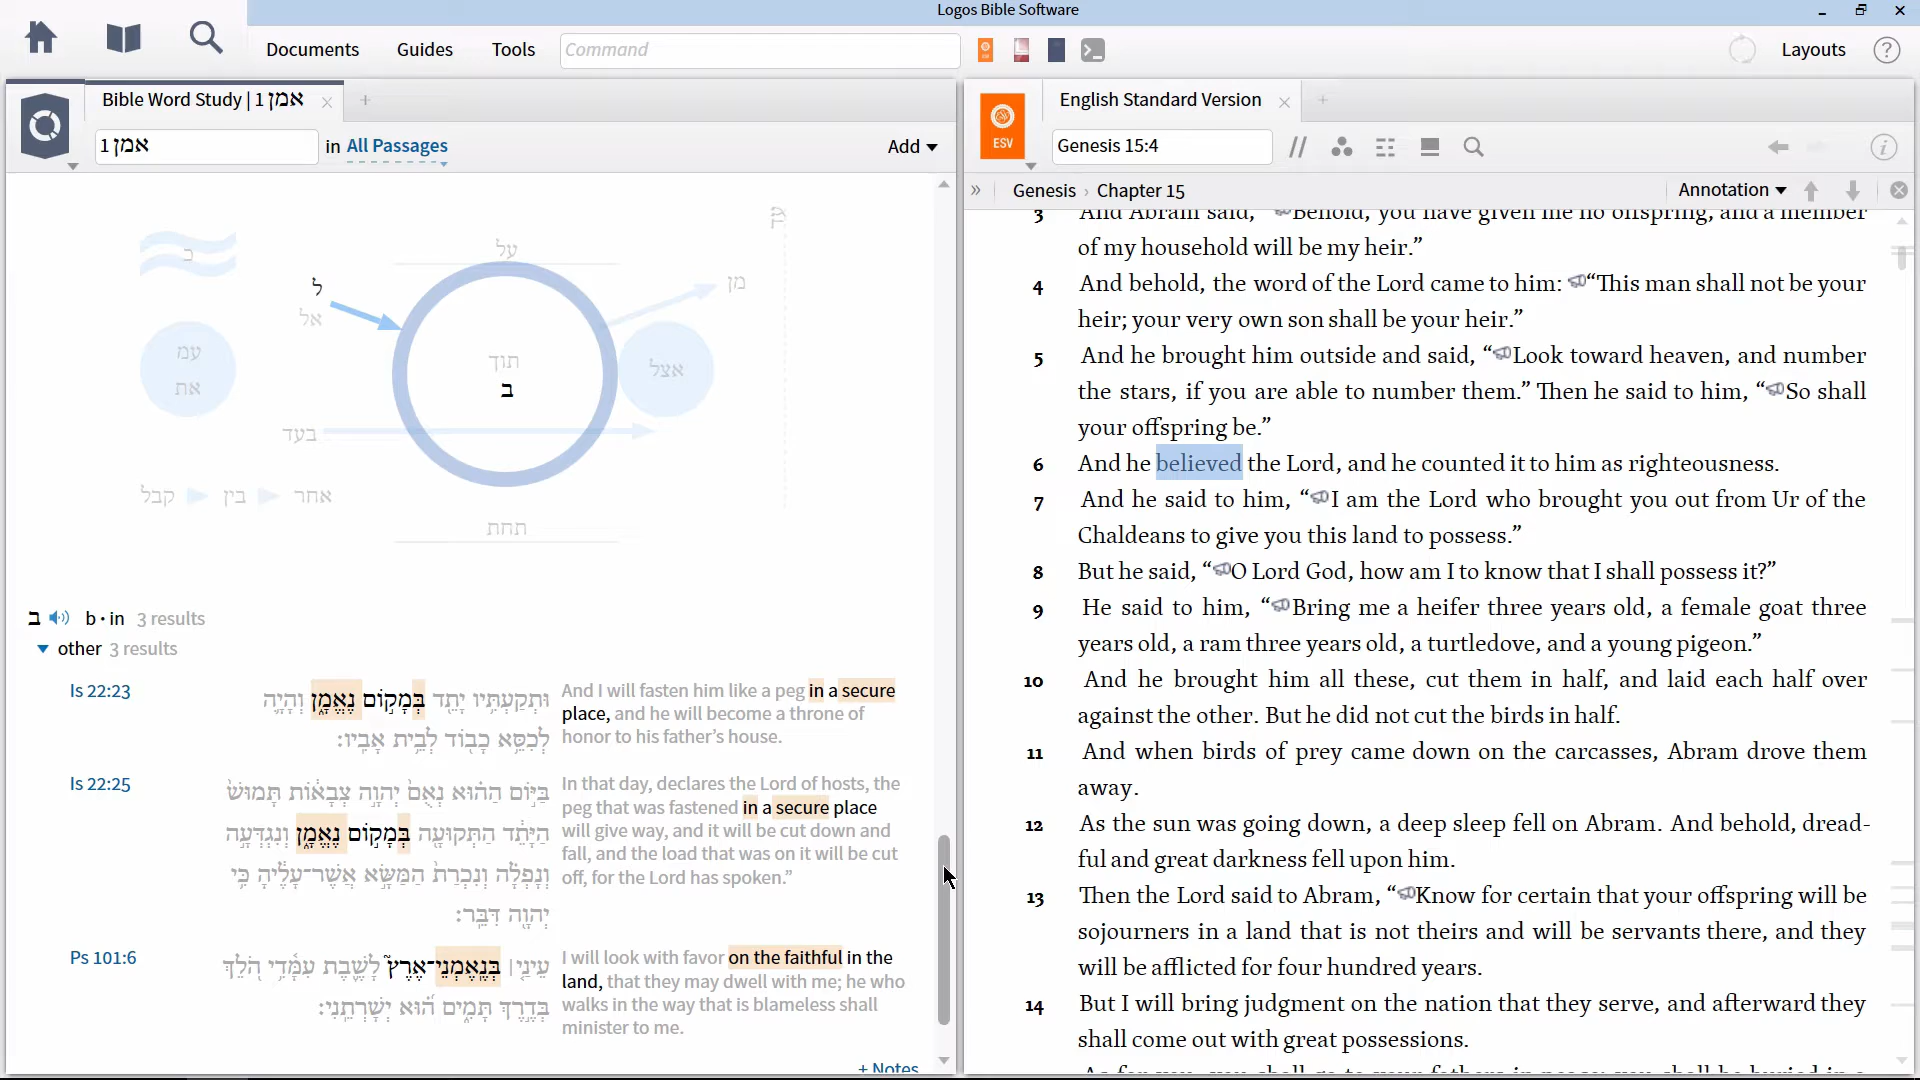 Logos Bible Software
Documents Guides Tools Command Layouts ?
Bible Word Study | אמן 1
אמן 1 in All Passages Add
כ
על
ל
אל
מן
עמ
את
תוך
ב
אצל
בעד
קבל בין אחר
תחת
ב b • in 3 results
other 3 results
Is 22:23
וּתְקַעְתִּ֥יו יָתֵ֖ד בְּמָק֣וֹם נֶאֱמָ֑ן וְהָיָ֛ה
לְכִסֵּ֥א כָב֖וֹד לְבֵ֥ית אָבִֽיו׃
And I will fasten him like a peg in a secure
place, and he will become a throne of
honor to his father’s house.
Is 22:25
בַּיּ֣וֹם הַה֗וּא נְאֻם֙ יְהוָ֣ה צְבָא֔וֹת תָּמוּשׁ֙
הַיָּתֵ֔ד הַתְּקוּעָ֖ה בְּמָק֣וֹם נֶאֱמָ֑ן וְנִגְדְּעָ֣ה
וְנָפְלָ֗ה וְנִכְרַת֙ הַמַּשָּׂ֣א אֲשֶׁר־עָלֶ֔יהָ כִּ֥י
יְהוָ֖ה דִּבֵּֽר׃
In that day, declares the Lord of hosts, the
peg that was fastened in a secure place
will give way, and it will be cut down and
fall, and the load that was on it will be cut
off, for the Lord has spoken.”
Ps 101:6
עֵינַ֤י׀ בְּנֶֽאֶמְנֵי־אֶרֶץ֮ לָשֶׁ֪בֶת עִמָּ֫דִ֥י הֹ֭לֵךְ
בְּדֶ֣רֶךְ תָּמִ֑ים ה֝֗וּא יְשָׁרְתֵֽנִי׃
I will look with favor on the faithful in the
land, that they may dwell with me; he who
walks in the way that is blameless shall
minister to me.
+ Notes
English Standard Version
ESV
Genesis 15:4
Genesis › Chapter 15 Annotation
3 And Abram said, “Behold, you have given me no offspring, and a member
of my household will be my heir.”
4 And behold, the word of the Lord came to him: “This man shall not be your
heir; your very own son shall be your heir.”
5 And he brought him outside and said, “Look toward heaven, and number
the stars, if you are able to number them.” Then he said to him, “So shall
your offspring be.”
6 And he believed the Lord, and he counted it to him as righteousness.
7 And he said to him, “I am the Lord who brought you out from Ur of the
Chaldeans to give you this land to possess.”
8 But he said, “O Lord God, how am I to know that I shall possess it?”
9 He said to him, “Bring me a heifer three years old, a female goat three
years old, a ram three years old, a turtledove, and a young pigeon.”
10 And he brought him all these, cut them in half, and laid each half over
against the other. But he did not cut the birds in half.
11 And when birds of prey came down on the carcasses, Abram drove them
away.
12 As the sun was going down, a deep sleep fell on Abram. And behold, dread-
ful and great darkness fell upon him.
13 Then the Lord said to Abram, “Know for certain that your offspring will be
sojourners in a land that is not theirs and will be servants there, and they
will be afflicted for four hundred years.
14 But I will bring judgment on the nation that they serve, and afterward they
shall come out with great possessions.